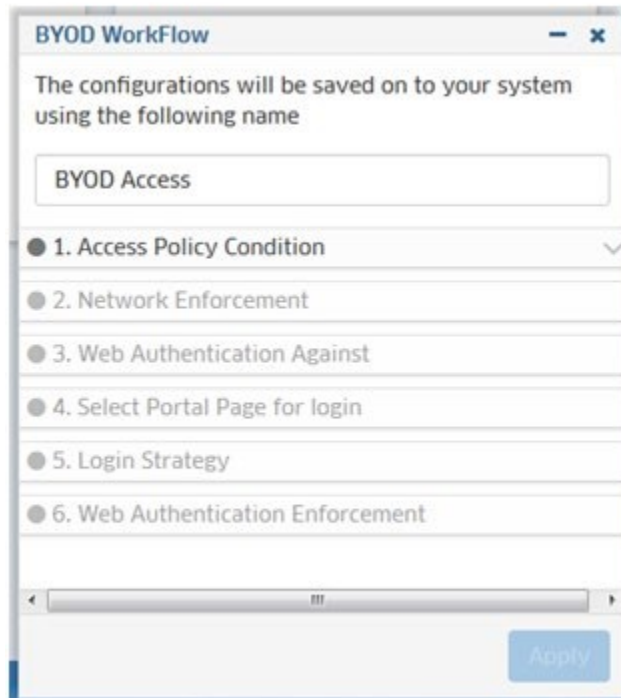 BYOD WorkFlow
The configurations will be saved on to your system
using the following name
BYOD Access
1. Access Policy Condition
2. Network Enforcement
3. Web Authentication Against
4. Select Portal Page for login
5. Login Strategy
6. Web Authentication Enforcement
Apply